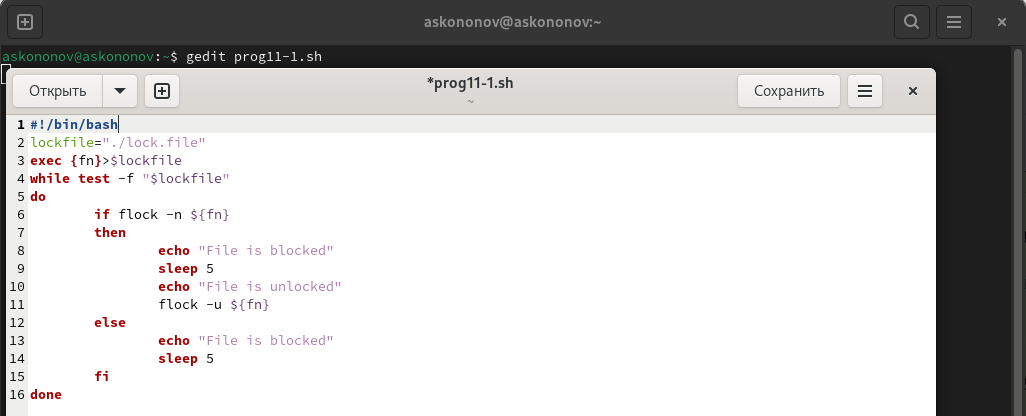 askononov@askononov:~
askononov@askononov:~$ gedit prog11-1.sh
Открыть
*prog11-1.sh
~
Сохранить
1 #!/bin/bash
2 lockfile="./lock.file"
3 exec {fn}>$lockfile
4 while test -f "$lockfile"
5 do
6         if flock -n ${fn}
7         then
8                 echo "File is blocked"
9                 sleep 5
10                 echo "File is unlocked"
11                 flock -u ${fn}
12         else
13                 echo "File is blocked"
14                 sleep 5
15         fi
16 done